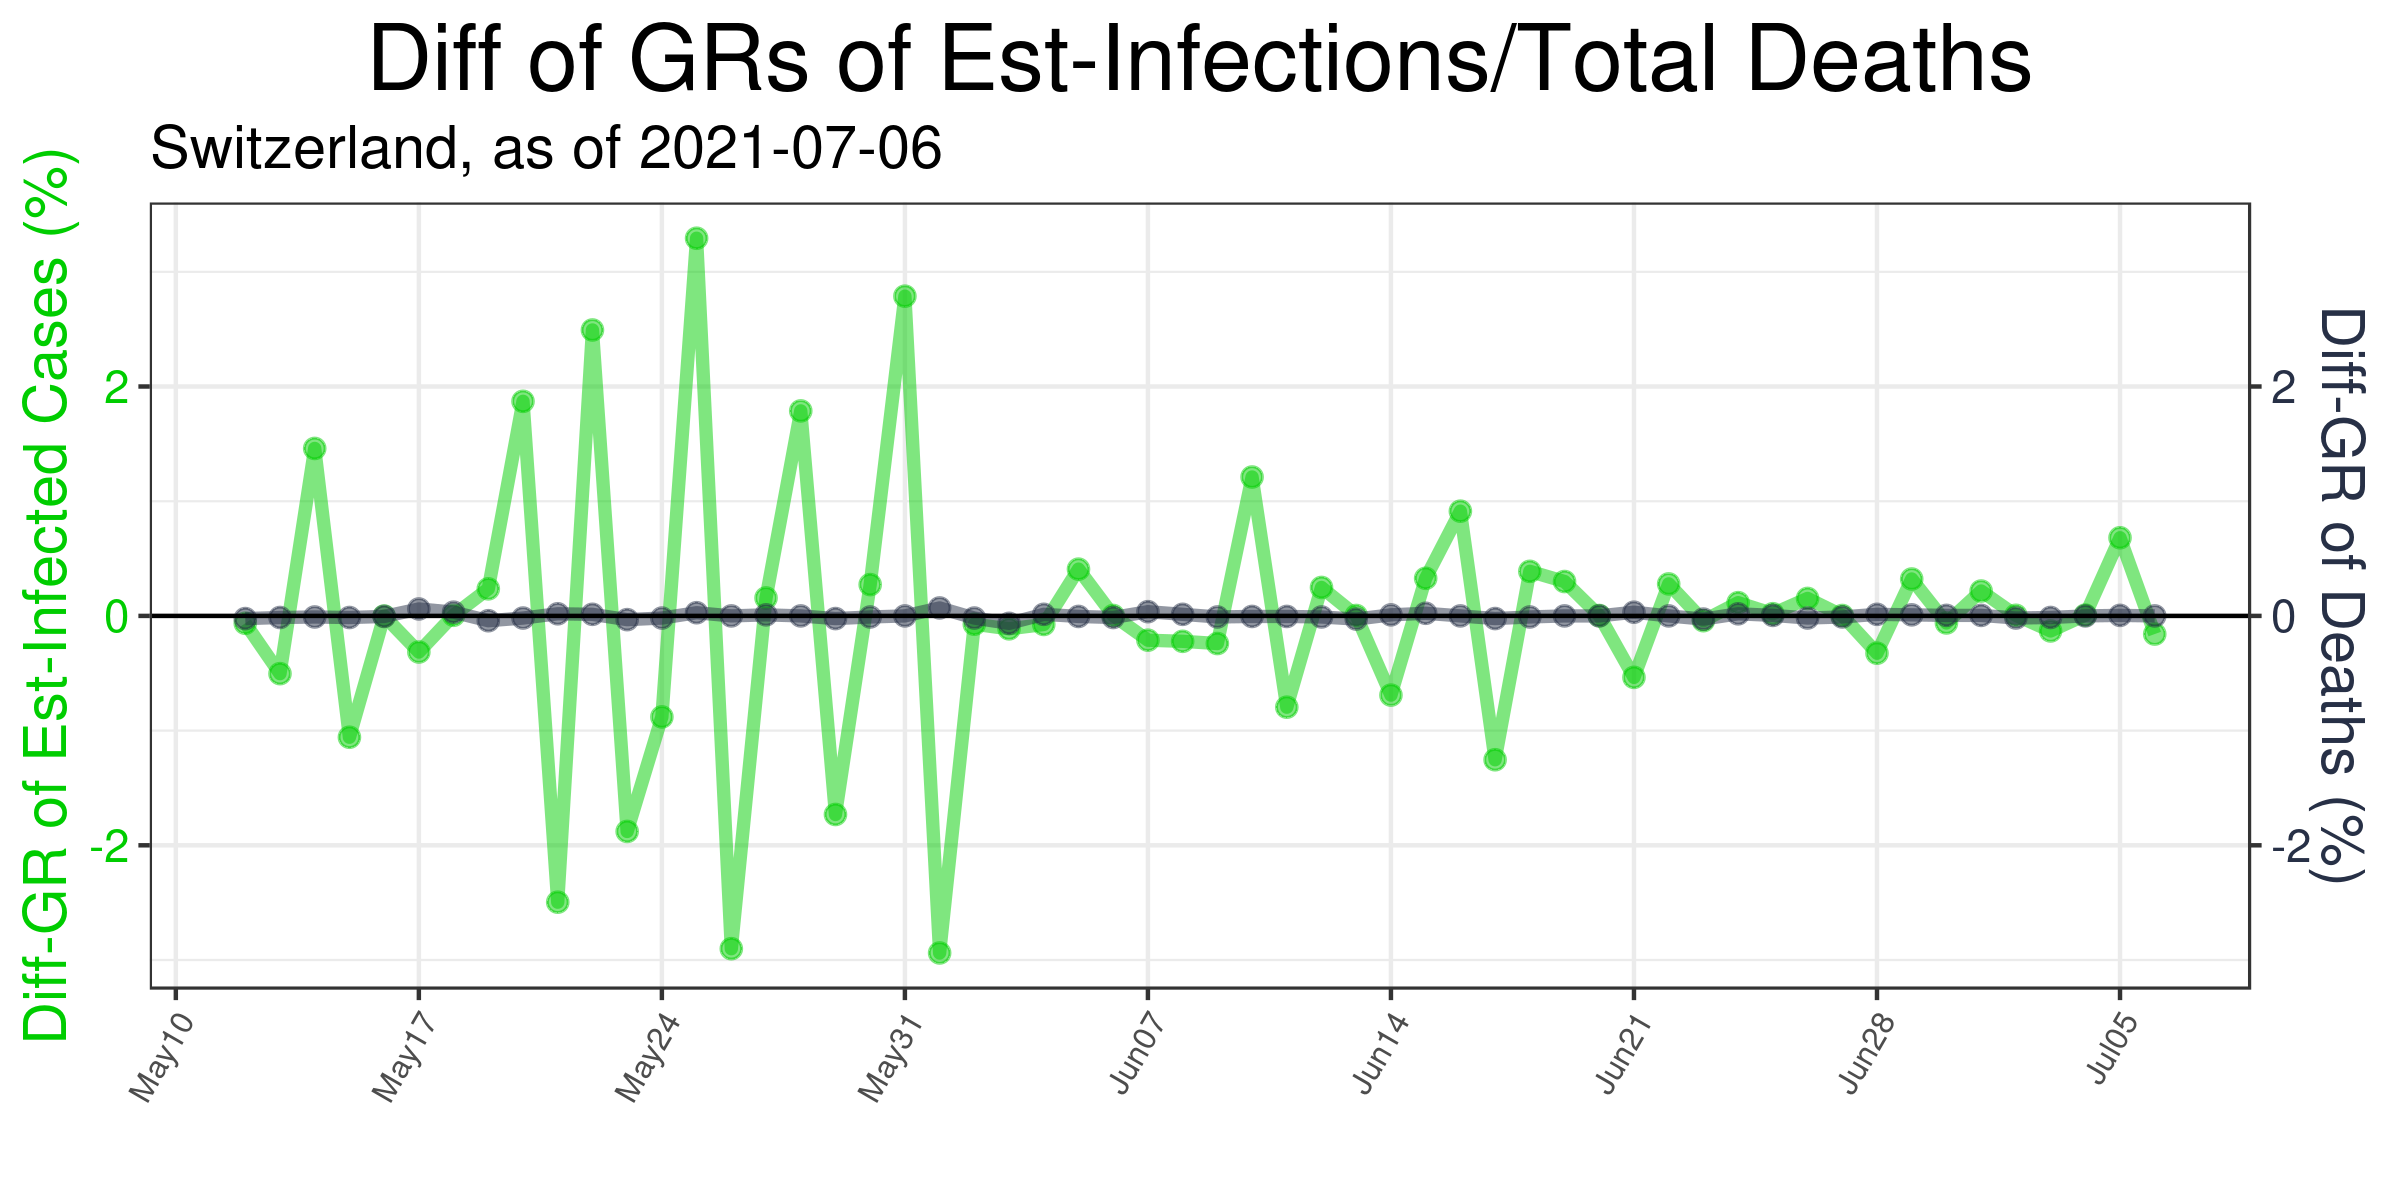 Diff of GRs of Est-Infections/Total Deaths
Switzerland, as of 2021-07-06
Diff-GR of Est-Infected Cases (%)
2
0
-2
2
0
-2
Diff-GR of Deaths (%)
May10
May17
May24
May31
Jun07
Jun14
Jun21
Jun28
Jul05